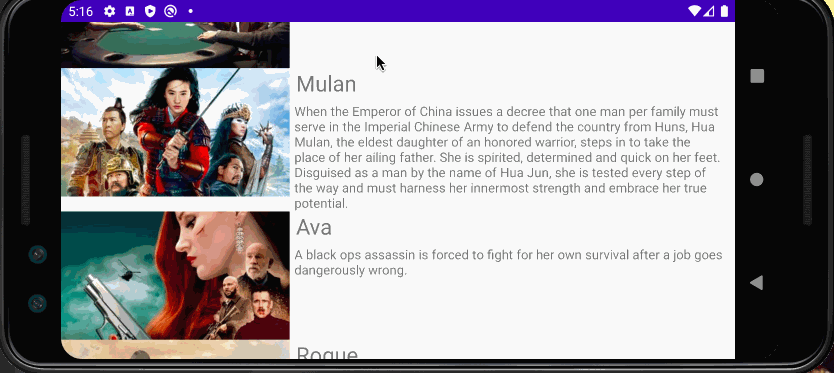 5:16
Mulan
When the Emperor of China issues a decree that one man per family must
serve in the Imperial Chinese Army to defend the country from Huns, Hua
Mulan, the eldest daughter of an honored warrior, steps in to take the
place of her ailing father. She is spirited, determined and quick on her feet.
Disguised as a man by the name of Hua Jun, she is tested every step of
the way and must harness her innermost strength and embrace her true
potential.
Ava
A black ops assassin is forced to fight for her own survival after a job goes
dangerously wrong.
Rogue